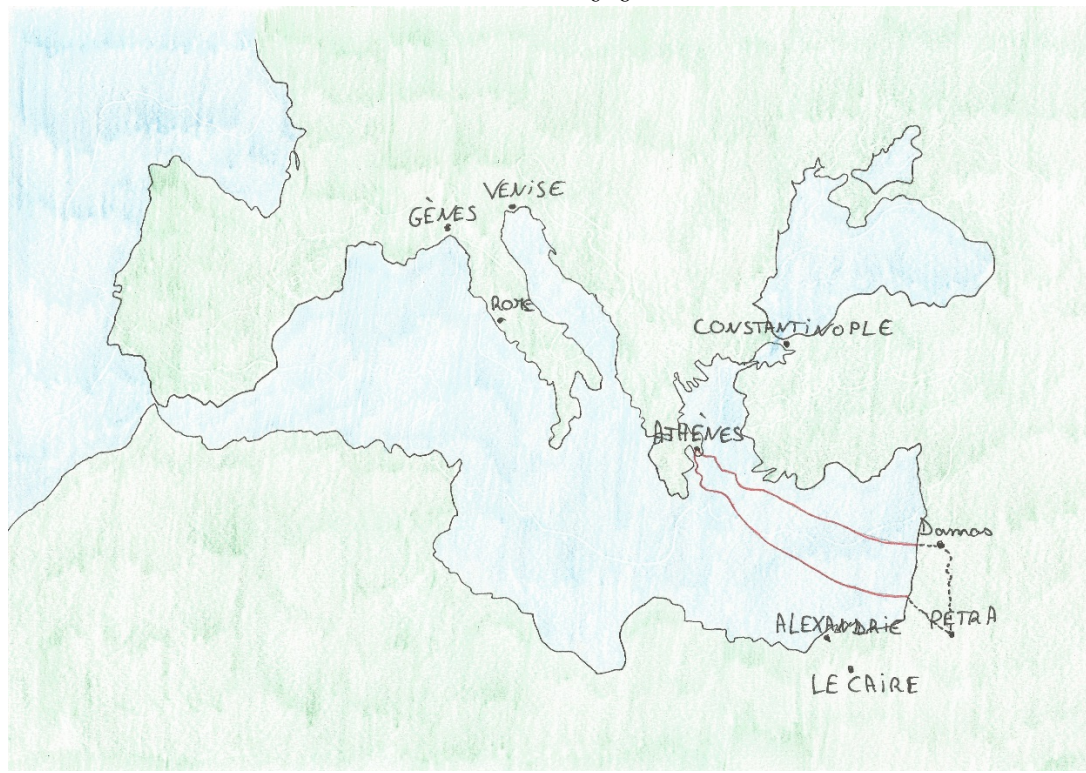 VENISE
GÈNES
ROME
CONSTANTINOPLE
ATHÈNES
Damas
ALEXANDRIE
PETRA
LE CAIRE